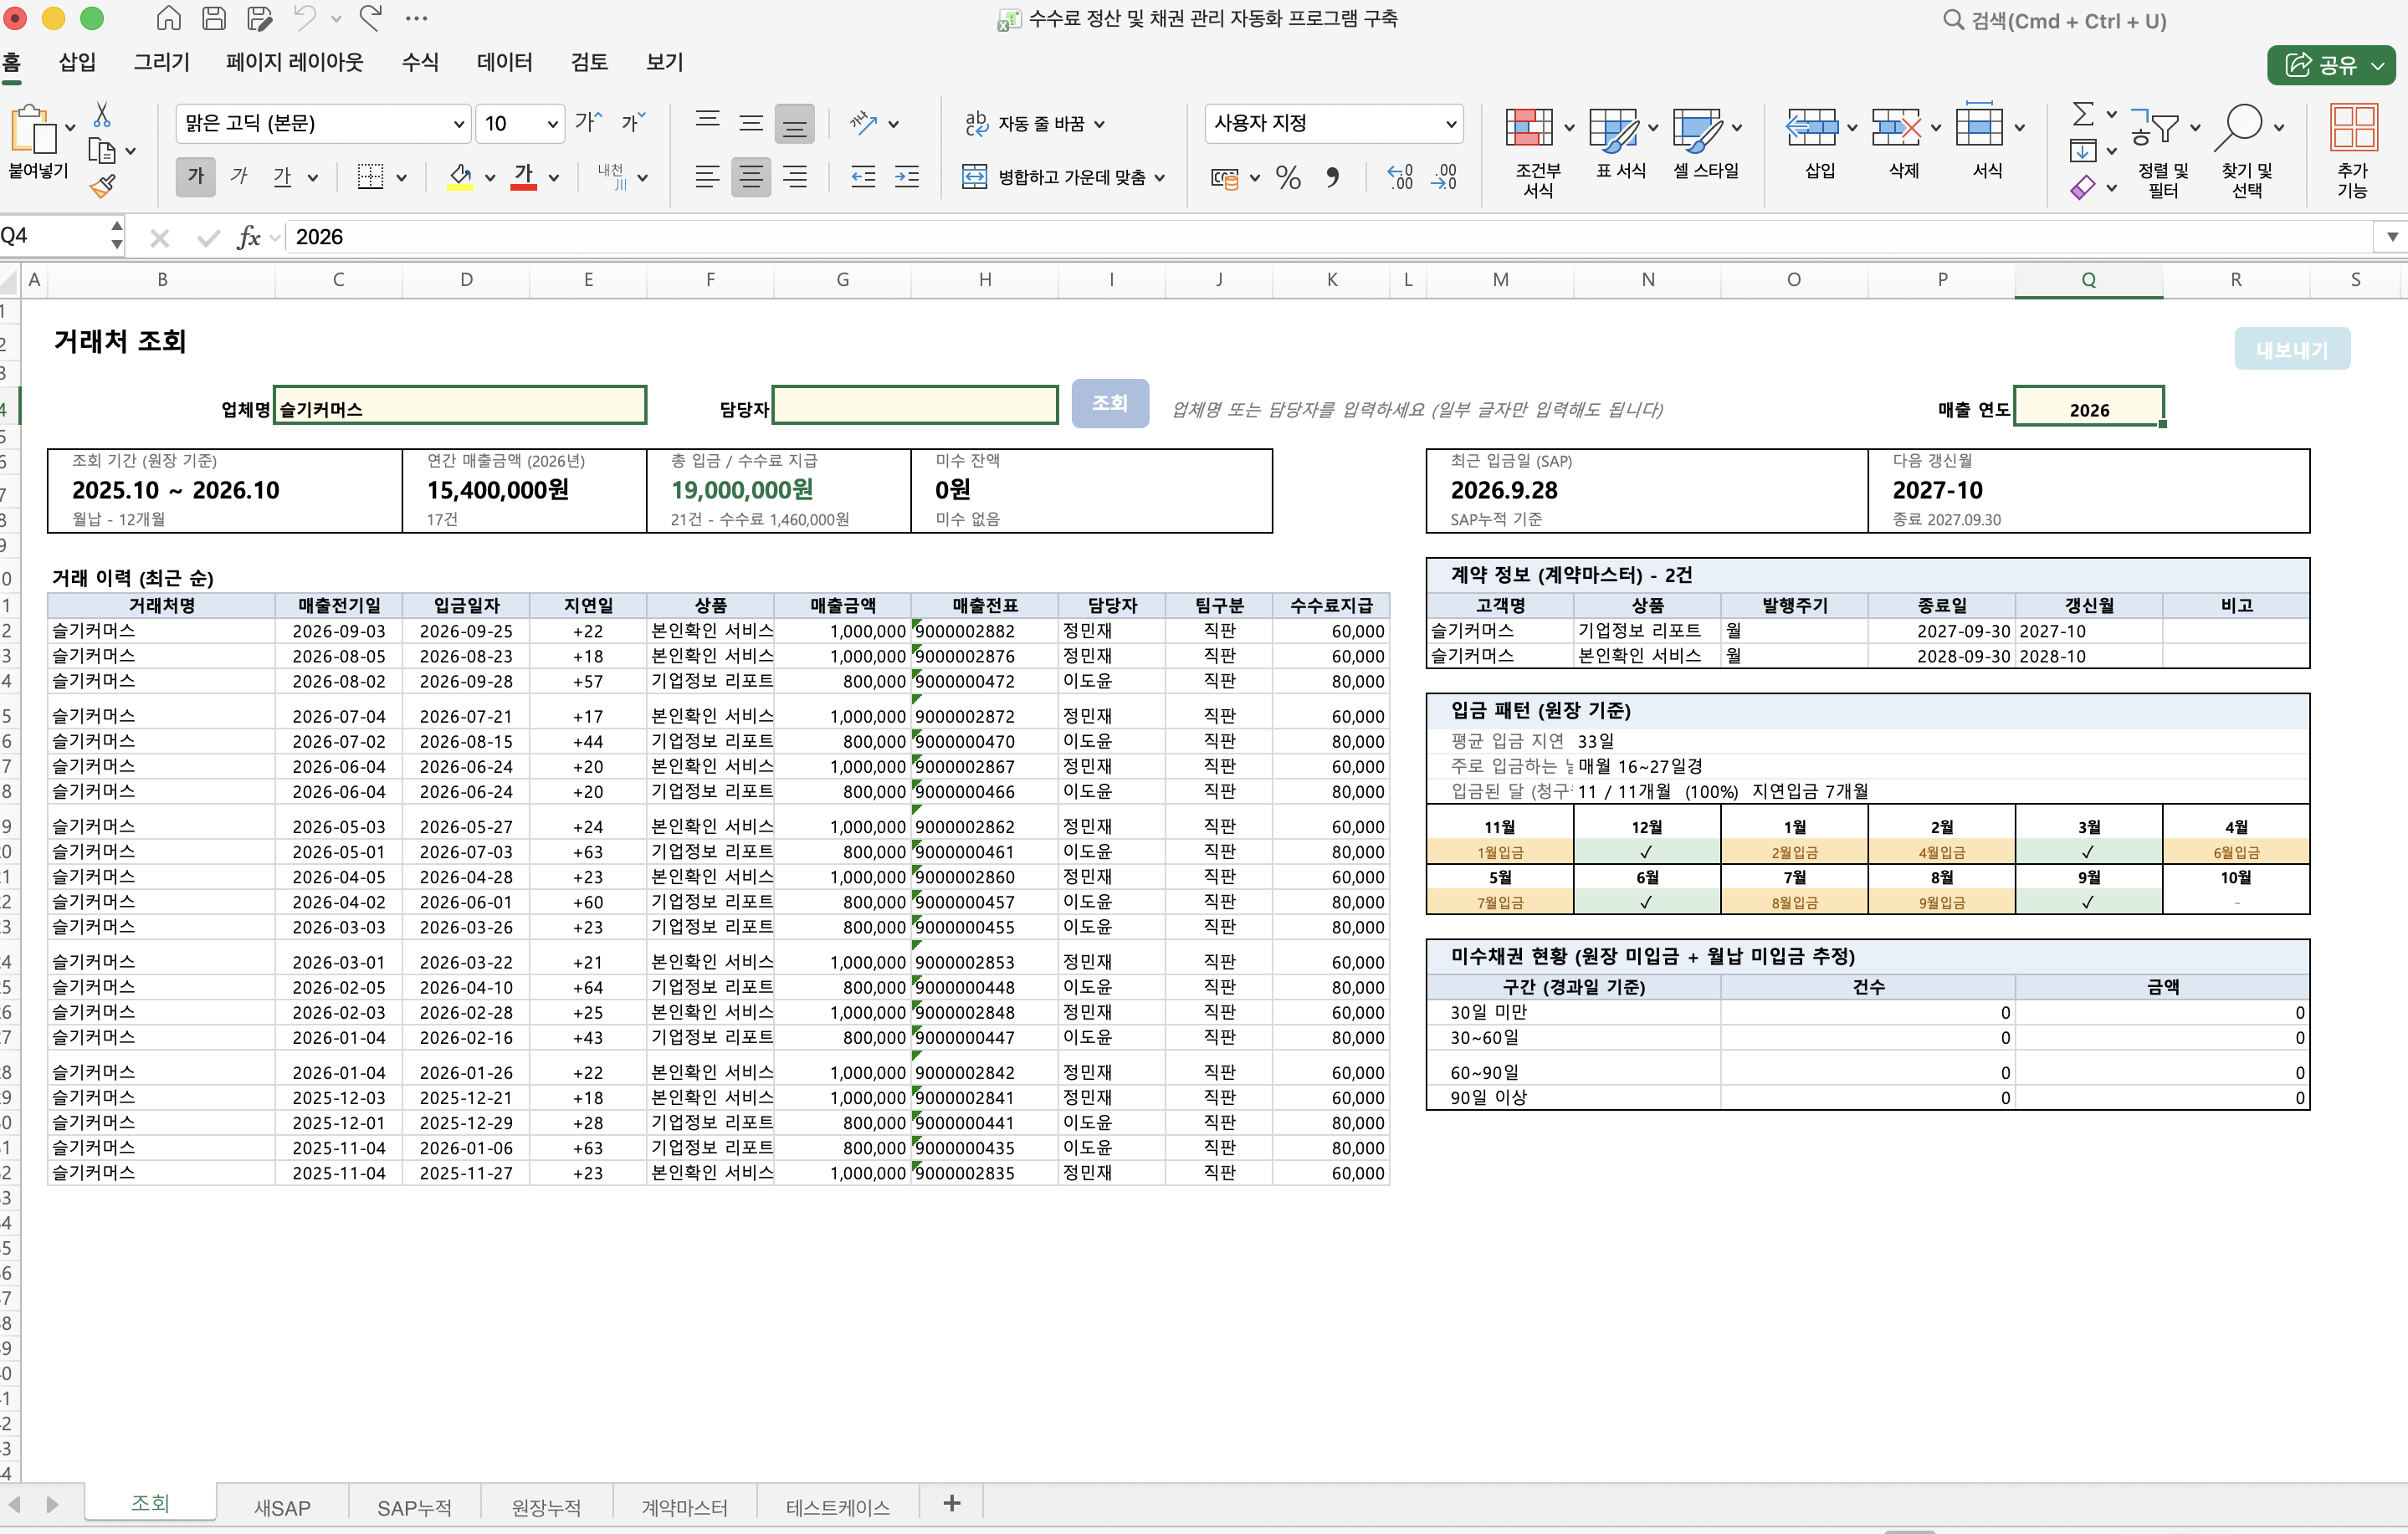 수수료 정산 및 채권 관리 자동화 프로그램 구축
검색(Cmd + Ctrl + U)
홈 삽입 그리기 페이지 레이아웃 수식 데이터 검토 보기
공유
붙여넣기
맑은 고딕 (본문) 10 가^ 가ˇ
가 가 가 가 내천
자동 줄 바꿈
병합하고 가운데 맞춤
사용자 지정
조건부 서식
표 서식
셀 스타일
삽입 삭제 서식
정렬 및 필터
찾기 및 선택
추가 기능
Q4 fx 2026
A B C D E F G H I J K L M N O P Q R S
거래처 조회
내보내기
업체명 슬기커머스 담당자 조회 업체명 또는 담당자를 입력하세요 (일부 글자만 입력해도 됩니다) 매출 연도 2026
조회 기간 (원장 기준) 연간 매출금액 (2026년) 총 입금 / 수수료 지급 미수 잔액
2025.10 ~ 2026.10 15,400,000원 19,000,000원 0원
월납 - 12개월 17건 21건 - 수수료 1,460,000원 미수 없음
최근 입금일 (SAP) 다음 갱신월
2026.9.28 2027-10
SAP누적 기준 종료 2027.09.30
거래 이력 (최근 순)
거래처명 매출전기일 입금일자 지연일 상품 매출금액 매출전표 담당자 팀구분 수수료지급
슬기커머스 2026-09-03 2026-09-25 +22 본인확인 서비스 1,000,000 9000002882 정민재 직판 60,000
슬기커머스 2026-08-05 2026-08-23 +18 본인확인 서비스 1,000,000 9000002876 정민재 직판 60,000
슬기커머스 2026-08-02 2026-09-28 +57 기업정보 리포트 800,000 9000000472 이도윤 직판 80,000
슬기커머스 2026-07-04 2026-07-21 +17 본인확인 서비스 1,000,000 9000002872 정민재 직판 60,000
슬기커머스 2026-07-02 2026-08-15 +44 기업정보 리포트 800,000 9000000470 이도윤 직판 80,000
슬기커머스 2026-06-04 2026-06-24 +20 본인확인 서비스 1,000,000 9000002867 정민재 직판 60,000
슬기커머스 2026-06-04 2026-06-24 +20 기업정보 리포트 800,000 9000000466 이도윤 직판 80,000
슬기커머스 2026-05-03 2026-05-27 +24 본인확인 서비스 1,000,000 9000002862 정민재 직판 60,000
슬기커머스 2026-05-01 2026-07-03 +63 기업정보 리포트 800,000 9000000461 이도윤 직판 80,000
슬기커머스 2026-04-05 2026-04-28 +23 본인확인 서비스 1,000,000 9000002860 정민재 직판 60,000
슬기커머스 2026-04-02 2026-06-01 +60 기업정보 리포트 800,000 9000000457 이도윤 직판 80,000
슬기커머스 2026-03-03 2026-03-26 +23 기업정보 리포트 800,000 9000000455 이도윤 직판 80,000
슬기커머스 2026-03-01 2026-03-22 +21 본인확인 서비스 1,000,000 9000002853 정민재 직판 60,000
슬기커머스 2026-02-05 2026-04-10 +64 기업정보 리포트 800,000 9000000448 이도윤 직판 80,000
슬기커머스 2026-02-03 2026-02-28 +25 본인확인 서비스 1,000,000 9000002848 정민재 직판 60,000
슬기커머스 2026-01-04 2026-02-16 +43 기업정보 리포트 800,000 9000000447 이도윤 직판 80,000
슬기커머스 2026-01-04 2026-01-26 +22 본인확인 서비스 1,000,000 9000002842 정민재 직판 60,000
슬기커머스 2025-12-03 2025-12-21 +18 본인확인 서비스 1,000,000 9000002841 정민재 직판 60,000
슬기커머스 2025-12-01 2025-12-29 +28 기업정보 리포트 800,000 9000000441 이도윤 직판 80,000
슬기커머스 2025-11-04 2026-01-06 +63 기업정보 리포트 800,000 9000000435 이도윤 직판 80,000
슬기커머스 2025-11-04 2025-11-27 +23 본인확인 서비스 1,000,000 9000002835 정민재 직판 60,000
계약 정보 (계약마스터) - 2건
고객명 상품 발행주기 종료일 갱신월 비고
슬기커머스 기업정보 리포트 월 2027-09-30 2027-10
슬기커머스 본인확인 서비스 월 2028-09-30 2028-10
입금 패턴 (원장 기준)
평균 입금 지연 33일
주로 입금하는 매월 16~27일경
입금된 달 (청구 11 / 11개월 (100%) 지연입금 7개월
11월 12월 1월 2월 3월 4월
1월입금 ✓ 2월입금 4월입금 ✓ 6월입금
5월 6월 7월 8월 9월 10월
7월입금 ✓ 8월입금 9월입금 ✓ -
미수채권 현황 (원장 미입금 + 월납 미입금 추정)
구간 (경과일 기준) 건수 금액
30일 미만 0 0
30~60일 0 0
60~90일 0 0
90일 이상 0 0
조회 새SAP SAP누적 원장누적 계약마스터 테스트케이스 +